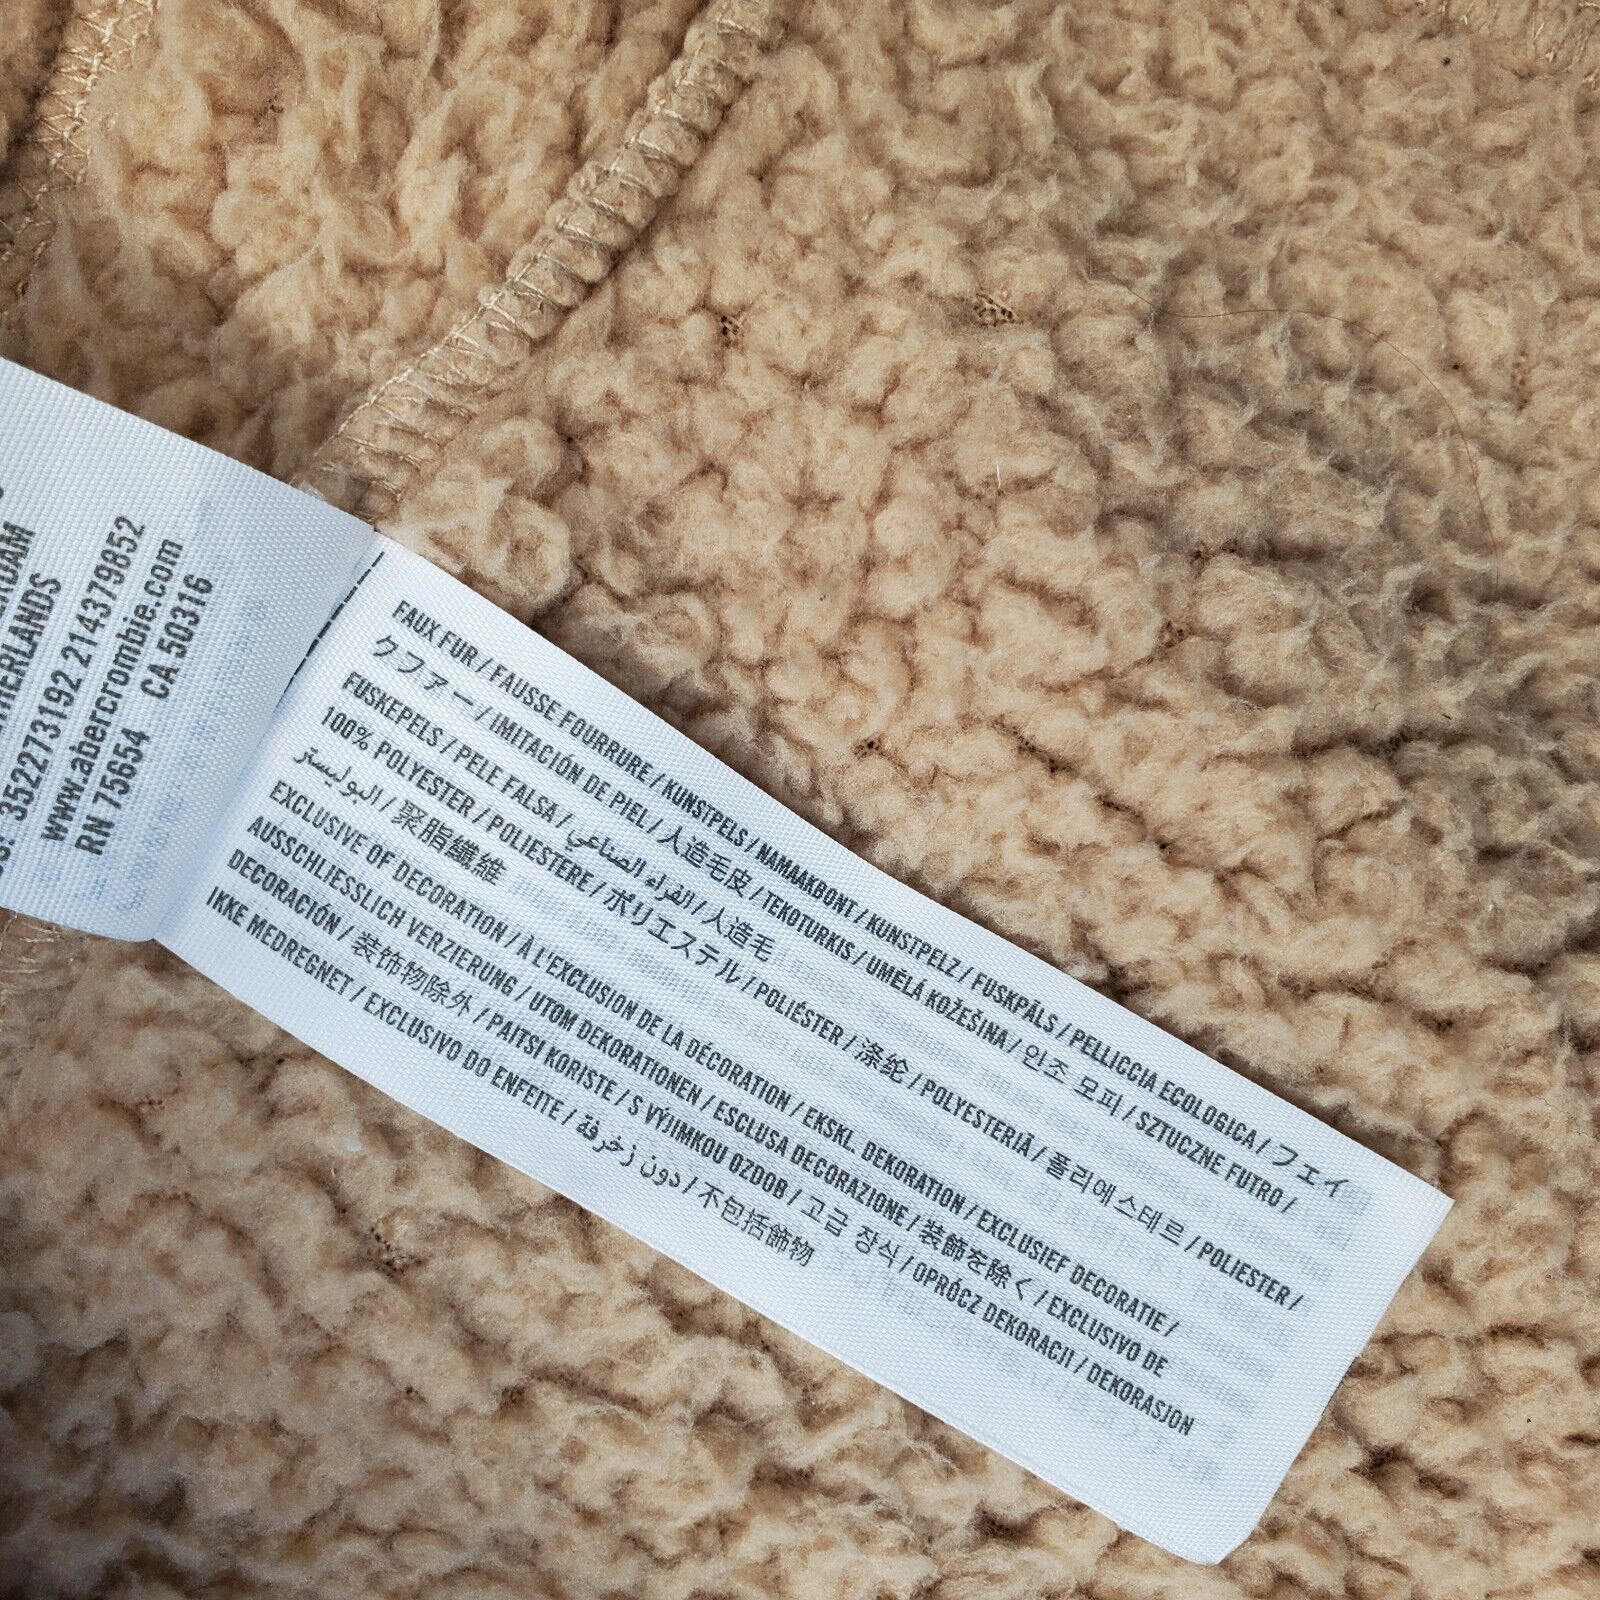 ERLANDS
352273192 214379852
www.abercrombie.com
RN 75654 CA 50316
FAUX FUR / FAUSSE FOURRURE / KUNSTPELS / NAMAAKBONT / KUNSTPELZ / FUSKPÄLS / PELLICCIA ECOLOGICA / フェイ
クファー / IMITACIÓN DE PIEL / 人造毛皮 / TEKOTURKIS / UMĚLÁ KOŽEŠINA / 인조 모피 / SZTUCZNE FUTRO /
FUSKEPELS / PELE FALSA / الفراء الصناعي / 人造毛
100% POLYESTER / POLIESTERE / ポリエステル / POLIÉSTER / 涤纶 / POLYESTERIÄ / 폴리에스테르 / POLIESTER /
البوليستر / 聚脂纖維
EXCLUSIVE OF DECORATION / À L'EXCLUSION DE LA DÉCORATION / EKSKL. DEKORATION / EXCLUSIEF DECORATIE /
AUSSCHLIESSLICH VERZIERUNG / UTOM DEKORATIONEN / ESCLUSA DECORAZIONE / 装飾を除く / EXCLUSIVO DE
DECORACIÓN / 装饰物除外 / PAITSI KORISTE / S VÝJIMKOU OZDOB / 고급 장식 / OPRÓCZ DEKORACJI / DEKORASJON
IKKE MEDREGNET / EXCLUSIVO DO ENFEITE / دون زخرفة / 不包括飾物